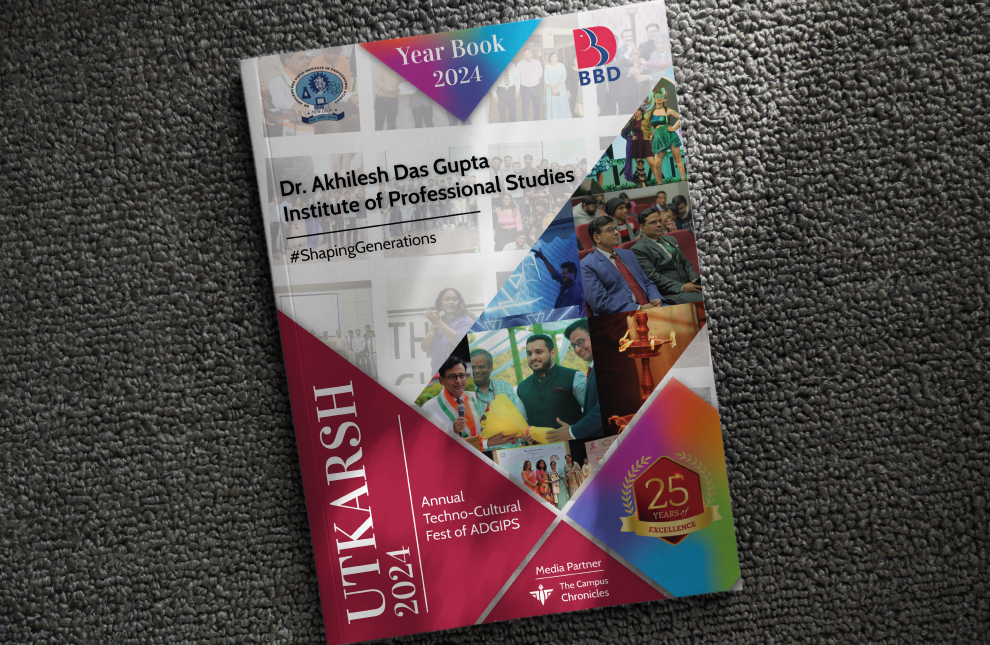 Year Book
2024
BBD
Dr. Akhilesh Das Gupta
Institute of Professional Studies
#ShapingGenerations
TH
UTKARSH
2024
Annual
Techno-Cultural
Fest of ADGIPS
25
YEARS of
EXCELLENCE
Media Partner
The Campus
Chronicles